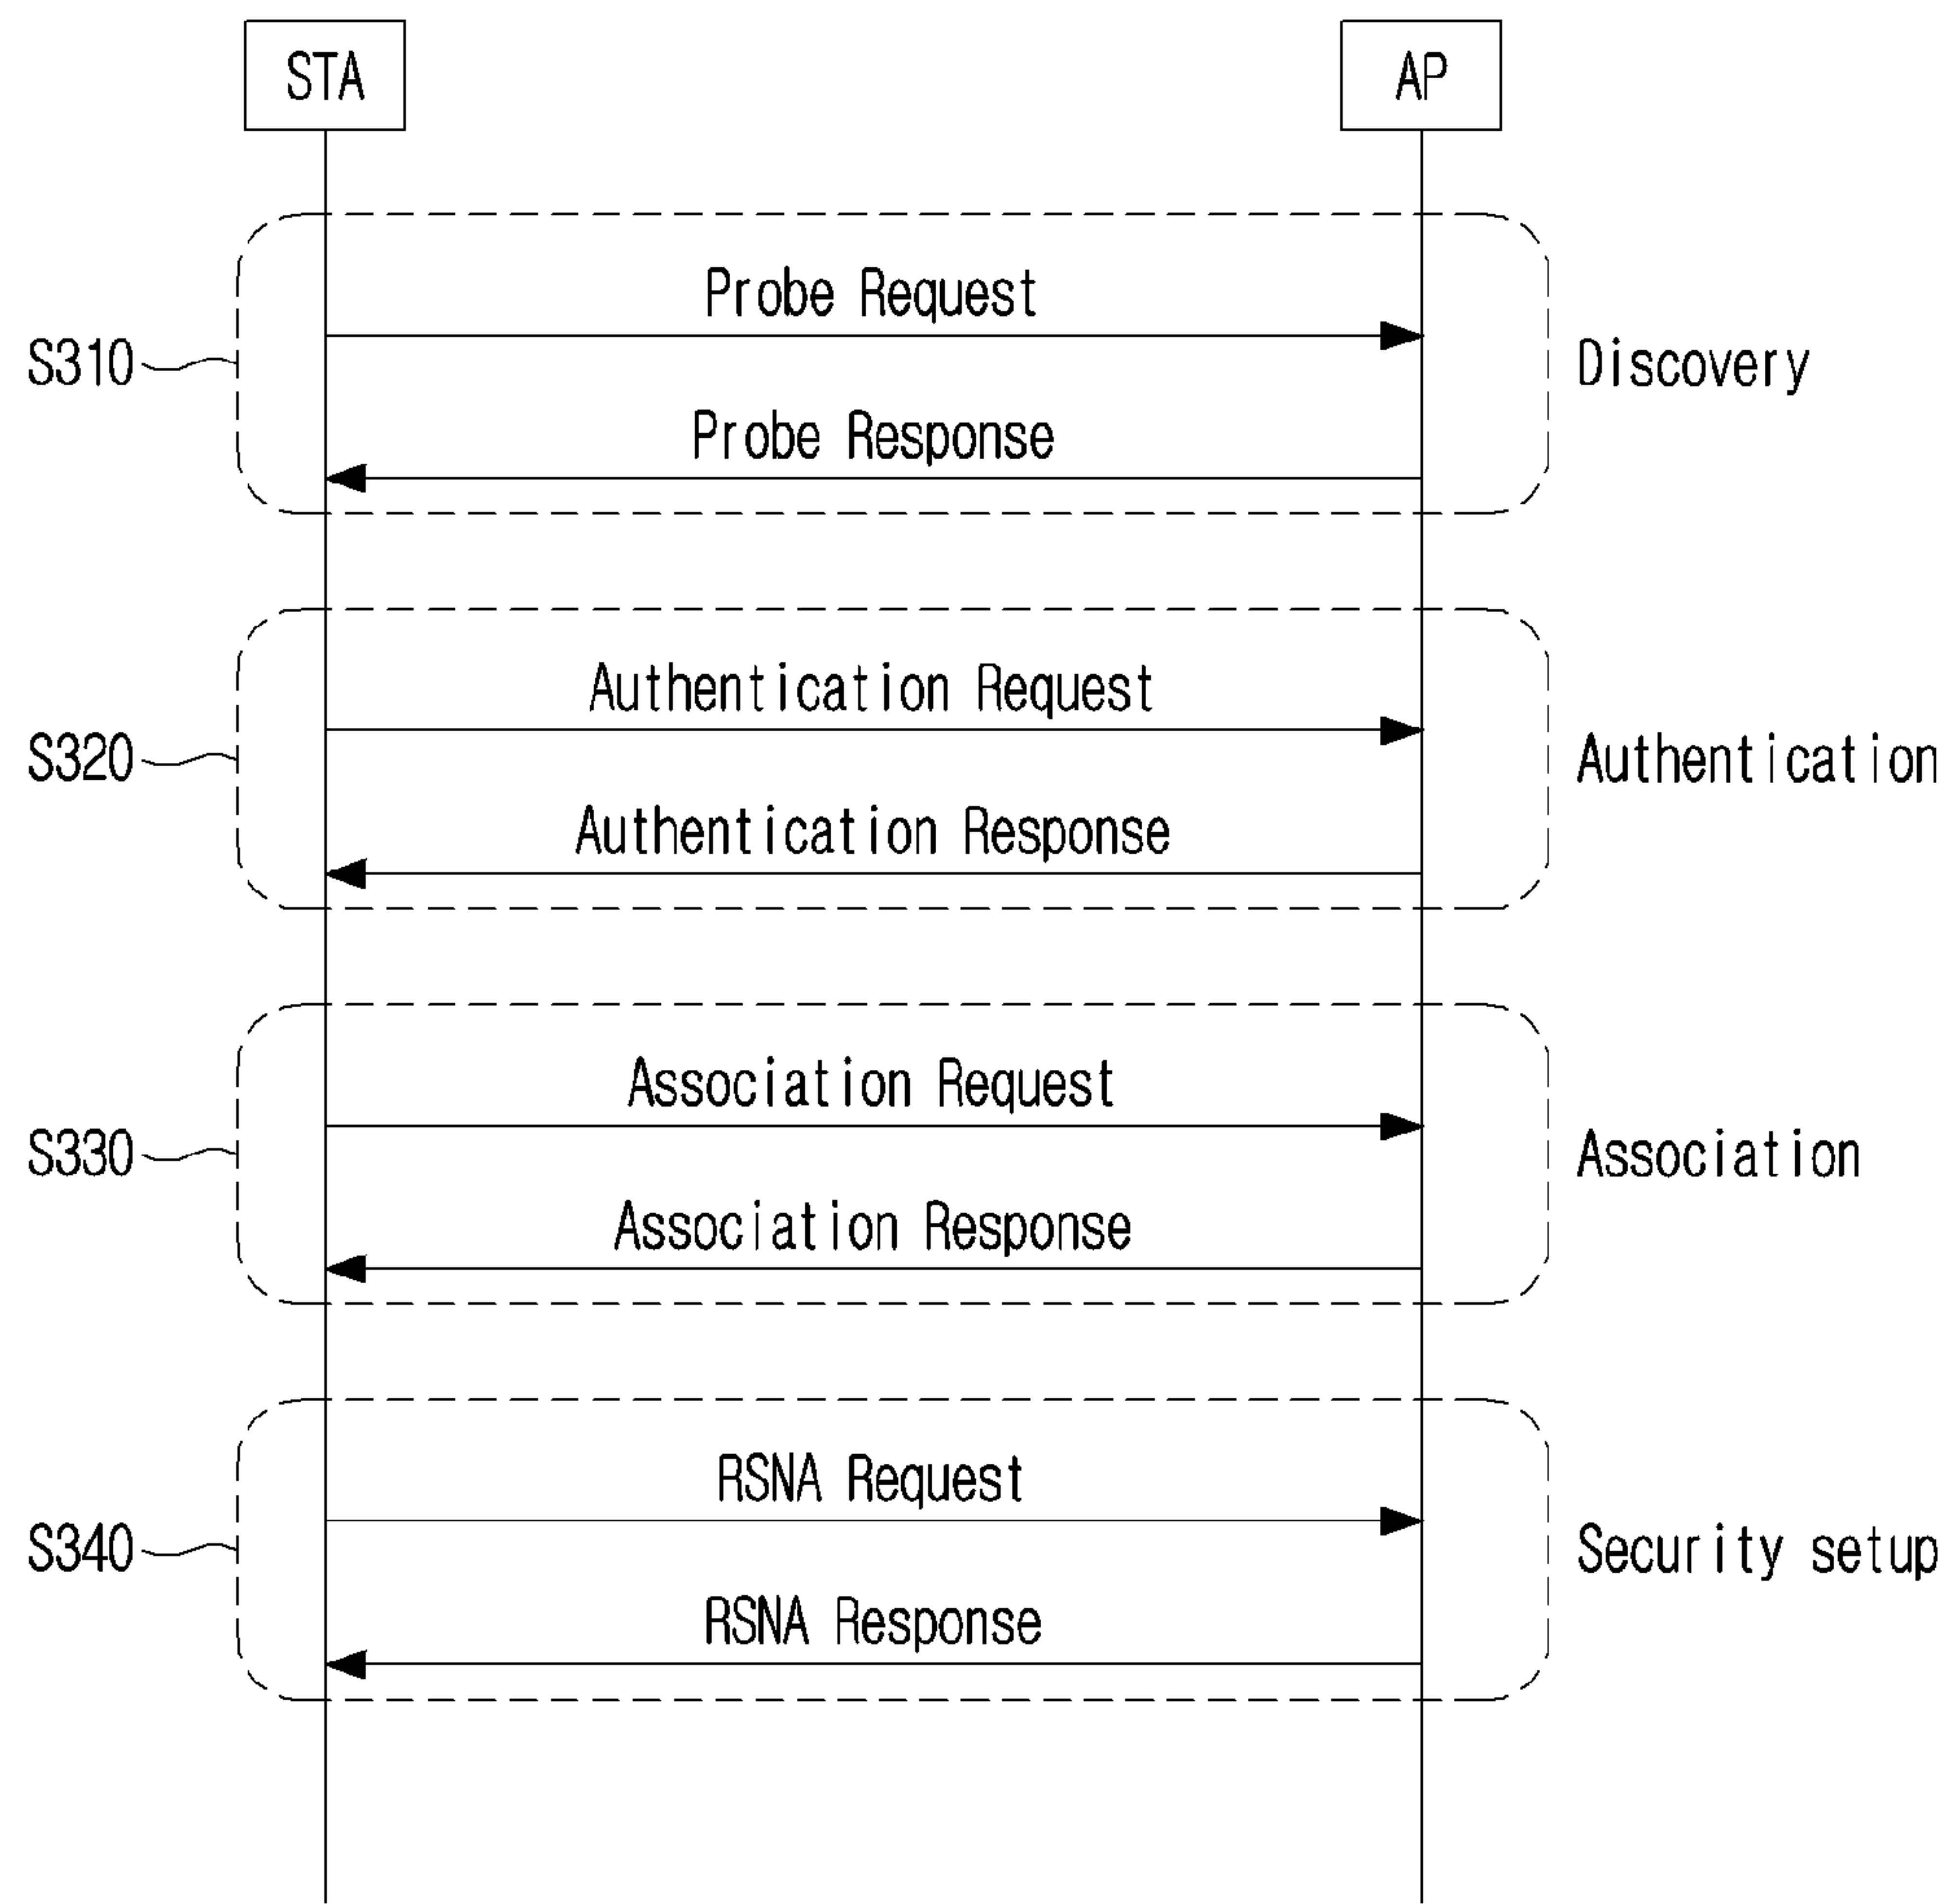 STA
AP
Probe Request
S310
Discovery
Probe Response
Authentication Request
S320
Authentication
Authentication Response
Association Request
S330
Association
Association Response
RSNA Request
S340
Security setup
RSNA Response